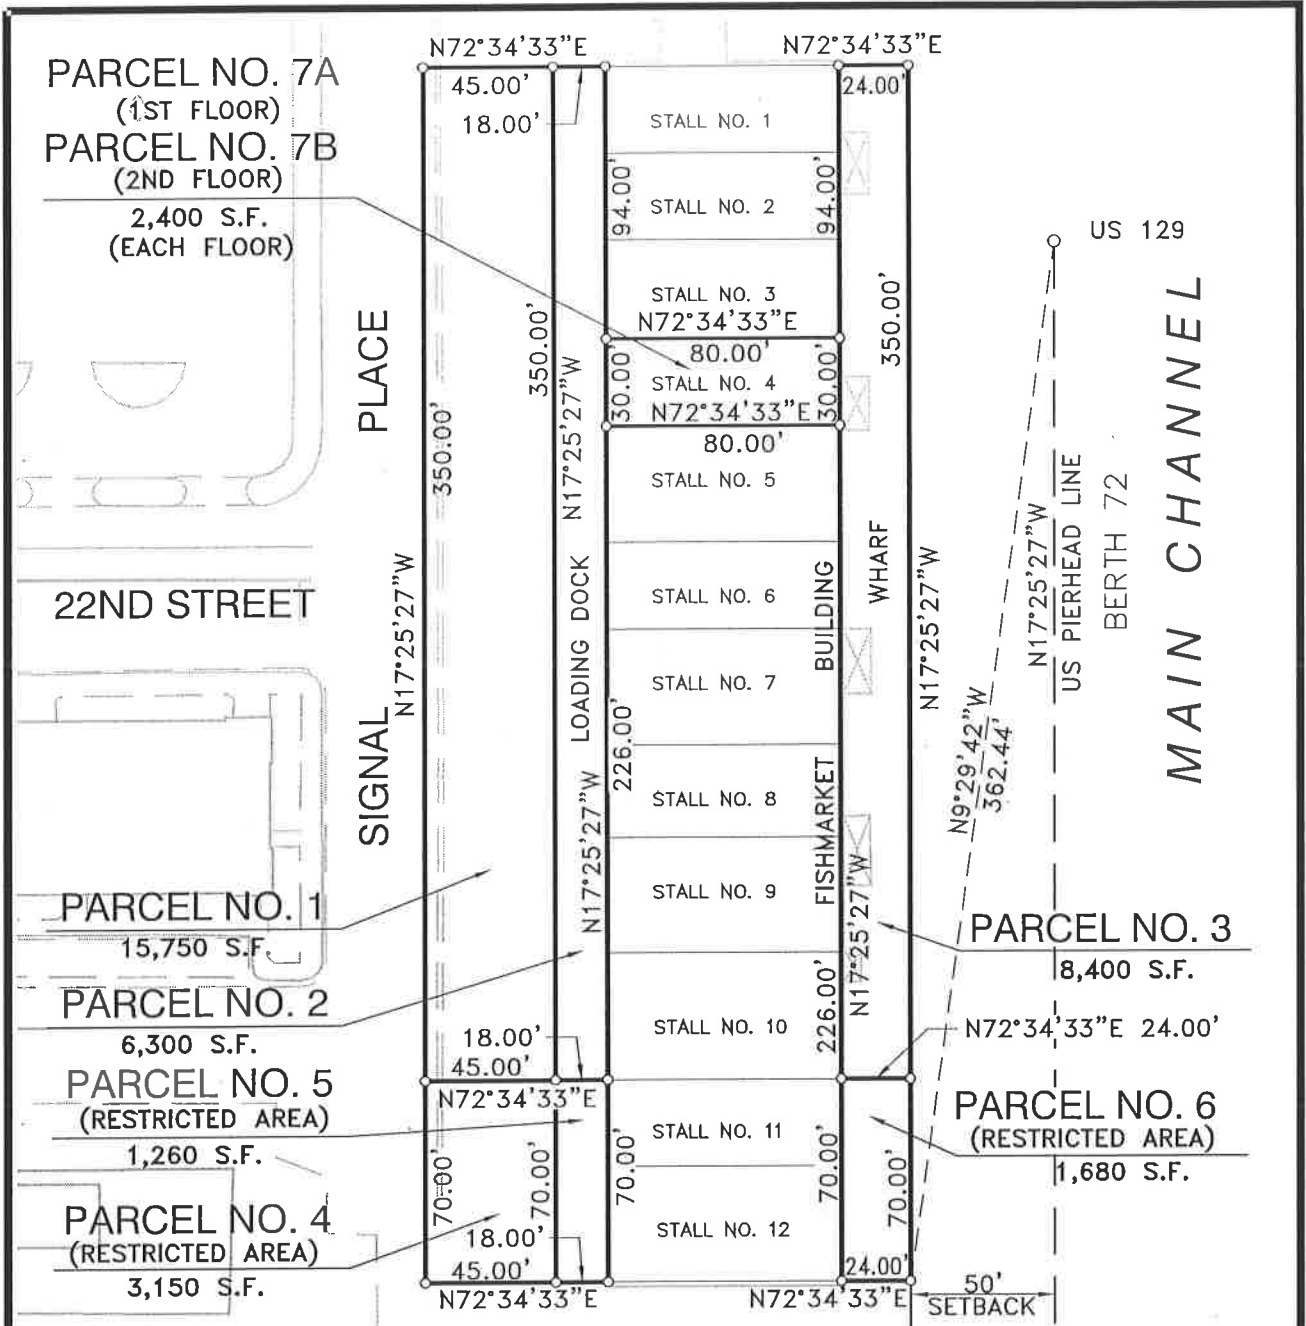 N72°34'33"E
N72°34'33"E
PARCEL NO. 7A
(1ST FLOOR)
PARCEL NO. 7B
(2ND FLOOR)
2,400 S.F.
(EACH FLOOR)
45.00'
18.00'
24.00'
STALL NO. 1
94.00'
94.00'
STALL NO. 2
US 129
STALL NO. 3
N72°34'33"E
80.00'
30.00'
30.00'
STALL NO. 4
N72°34'33"E
80.00'
350.00'
350.00'
350.00'
PLACE
SIGNAL
N17°25'27"W
N17°25'27"W
LOADING DOCK
N17°25'27"W
STALL NO. 5
STALL NO. 6
STALL NO. 7
STALL NO. 8
STALL NO. 9
STALL NO. 10
226.00'
226.00'
BUILDING
FISHMARKET
WHARF
N17°25'27"W
N17°25'27"W
N17°25'27"W
US PIERHEAD LINE
BERTH 72
MAIN CHANNEL
N9°29'42"W
362.44'
22ND STREET
PARCEL NO. 1
15,750 S.F.
PARCEL NO. 3
8,400 S.F.
PARCEL NO. 2
6,300 S.F.
18.00'
45.00'
N72°34'33"E
N72°34'33"E 24.00'
PARCEL NO. 5
(RESTRICTED AREA)
1,260 S.F.
PARCEL NO. 6
(RESTRICTED AREA)
1,680 S.F.
STALL NO. 11
70.00'
70.00'
70.00'
70.00'
70.00'
STALL NO. 12
PARCEL NO. 4
(RESTRICTED AREA)
3,150 S.F.
18.00'
45.00'
N72°34'33"E
24.00'
N72°34'33"E
50'
SETBACK